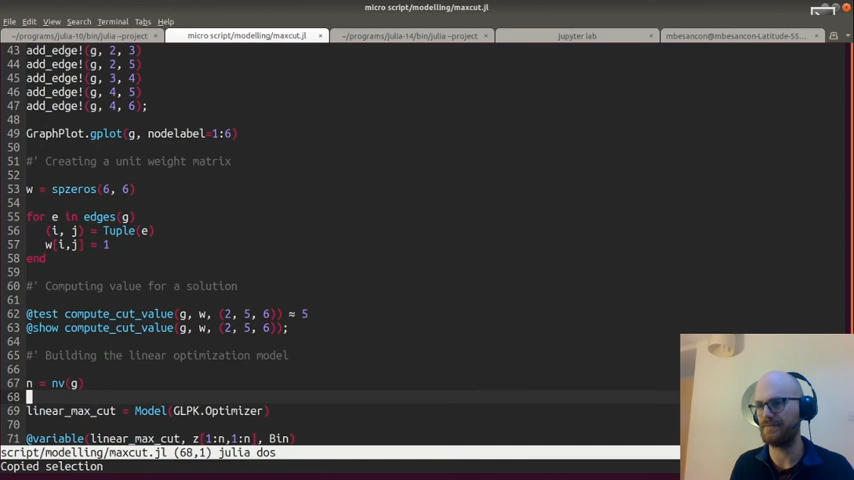 micro script/modelling/maxcut.jl
File Edit View Search Terminal Tabs Help
~/programs/julia-10/bin/julia --project × micro script/modelling/maxcut.jl × ~/programs/julia-14/bin/julia --project × jupyter lab × mbesancon@mbesancon-Latitude-55... ×
43 add_edge!(g, 2, 3)
44 add_edge!(g, 2, 5)
45 add_edge!(g, 3, 4)
46 add_edge!(g, 4, 5)
47 add_edge!(g, 4, 6);
48
49 GraphPlot.gplot(g, nodelabel=1:6)
50
51 #' Creating a unit weight matrix
52
53 w = spzeros(6, 6)
54
55 for e in edges(g)
56 (i, j) = Tuple(e)
57 w[i,j] = 1
58 end
59
60 #' Computing value for a solution
61
62 @test compute_cut_value(g, w, (2, 5, 6)) ≈ 5
63 @show compute_cut_value(g, w, (2, 5, 6));
64
65 #' Building the linear optimization model
66
67 n = nv(g)
68
69 linear_max_cut = Model(GLPK.Optimizer)
70
71 @variable(linear_max_cut, z[1:n,1:n], Bin)
script/modelling/maxcut.jl (68,1) julia dos
Copied selection